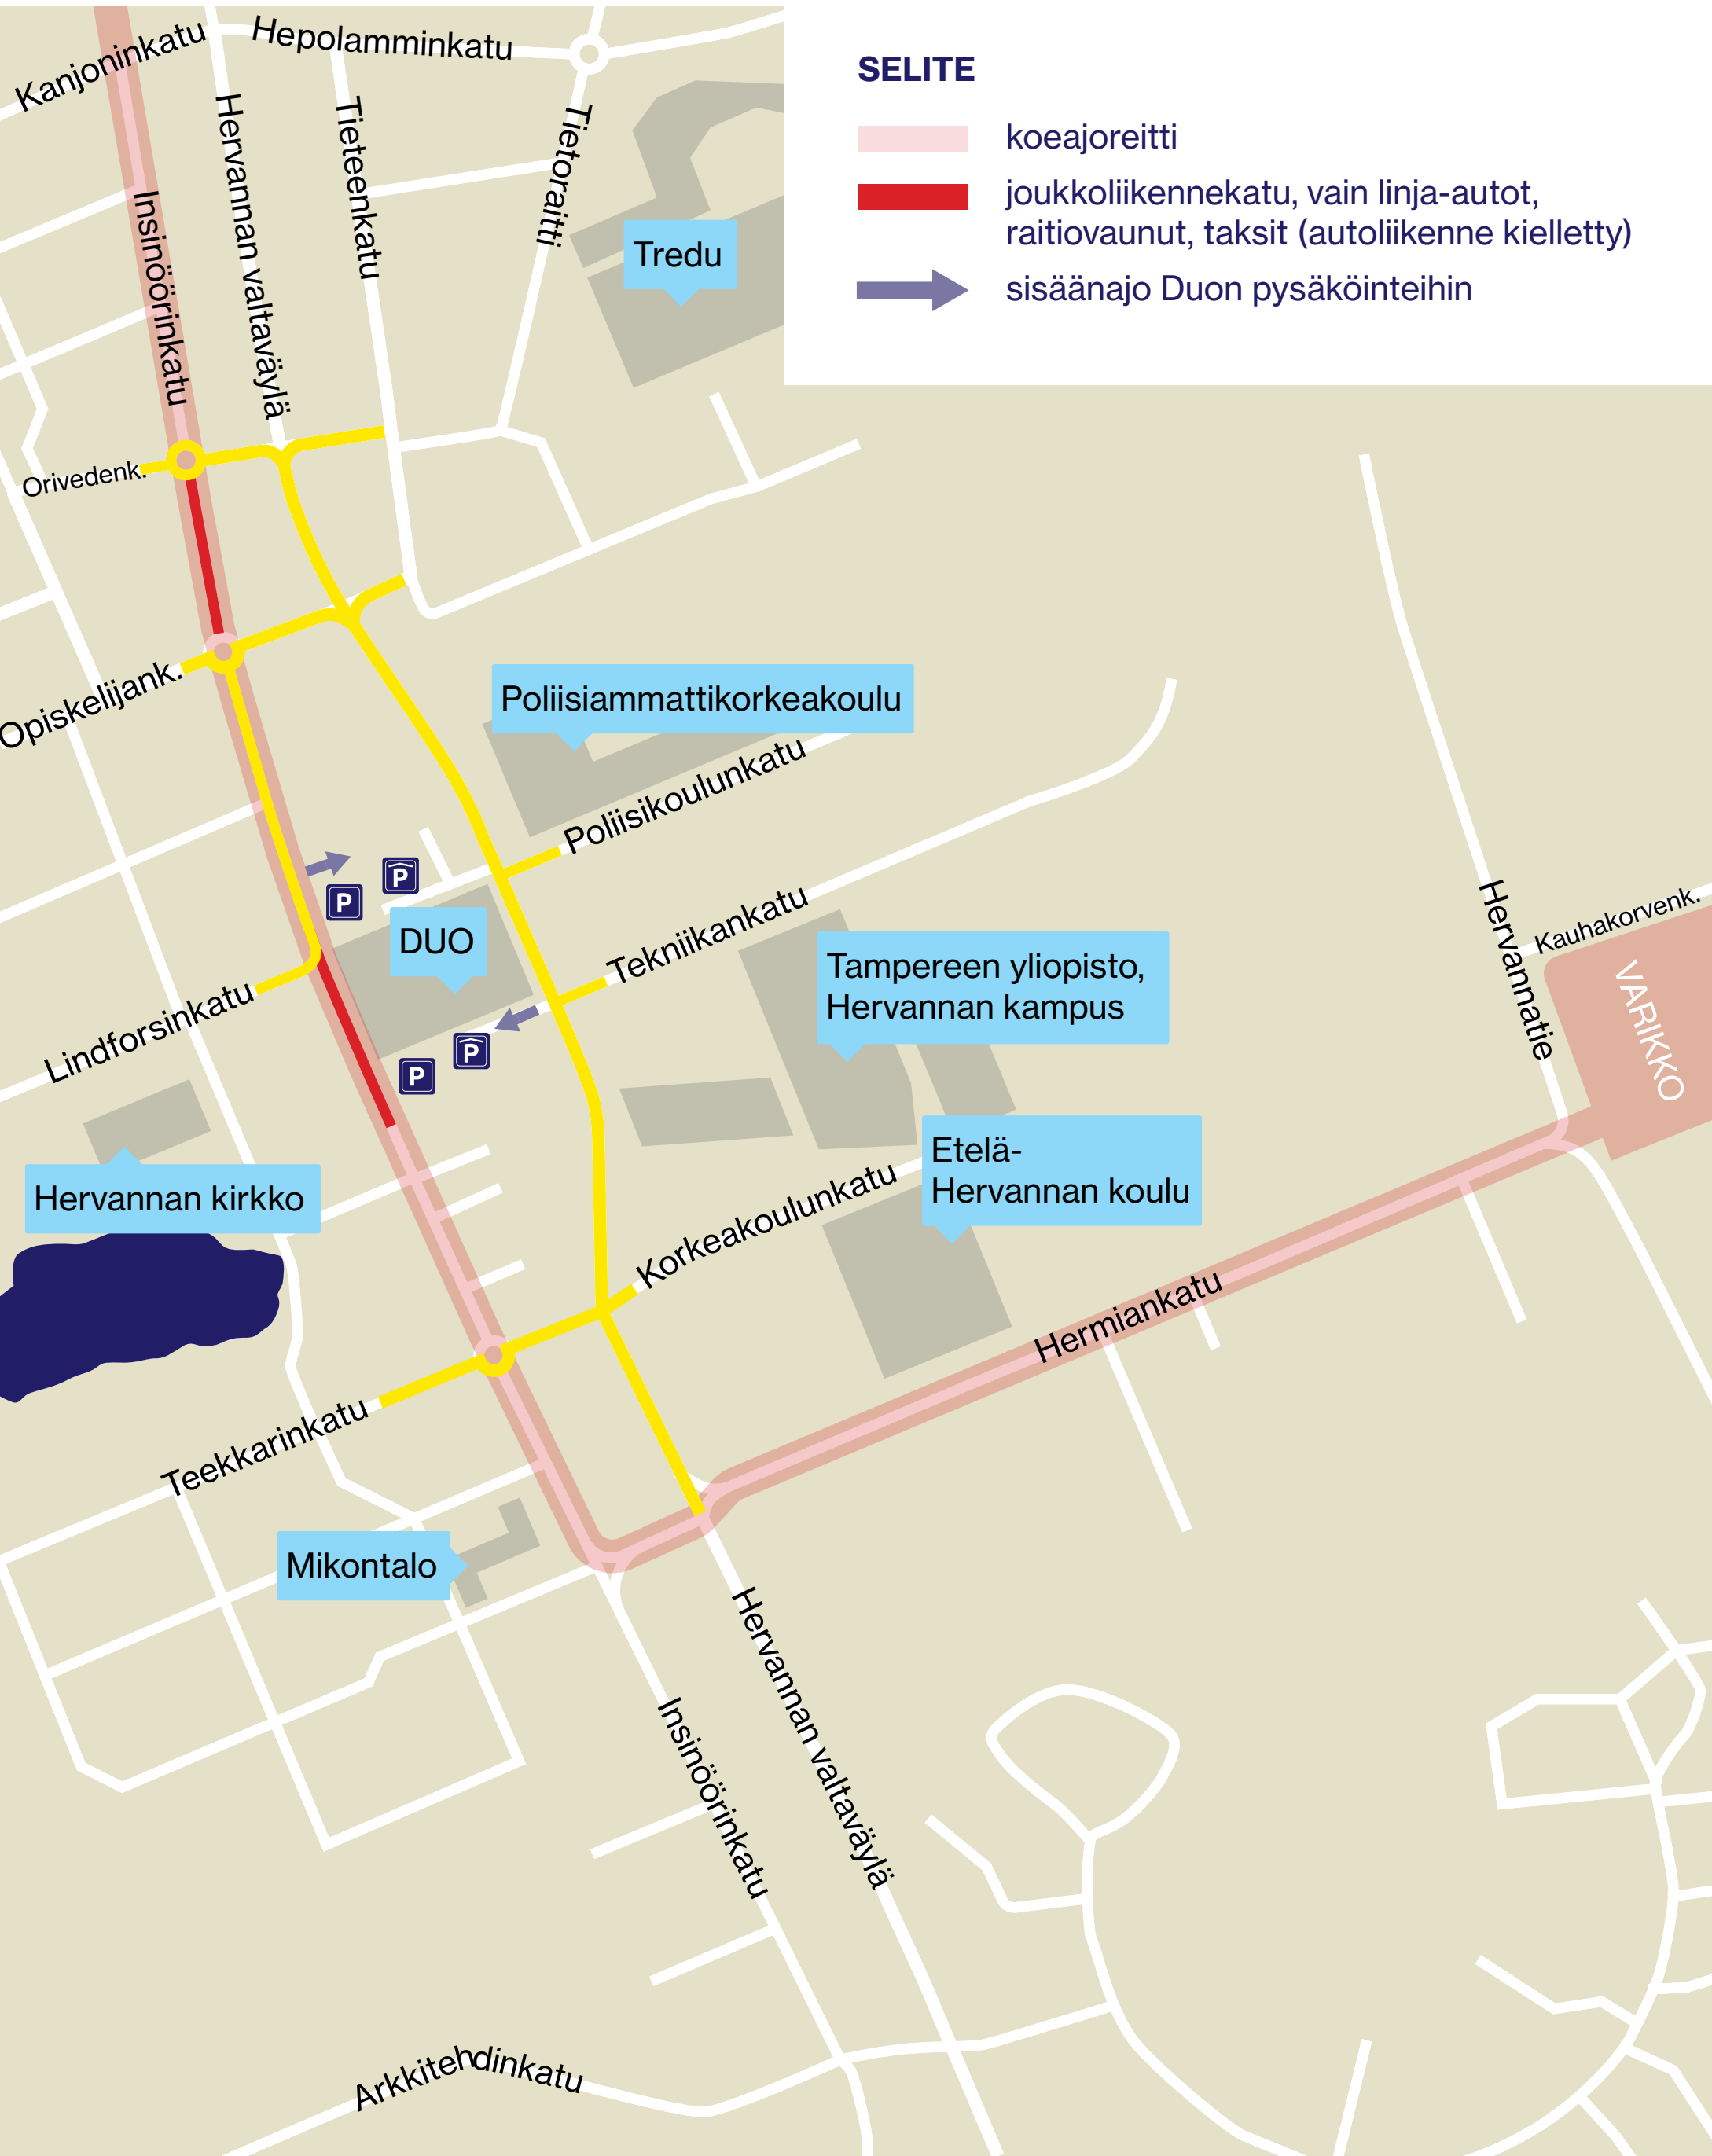 SELITE
koeajoreitti
joukkoliikennekatu, vain linja-autot,
raitiovaunut, taksit (autoliikenne kielletty)
sisäänajo Duon pysäköinteihin
Kanjoninkatu
Hepolamminkatu
Insinöörinkatu
Hervannan valtaväylä
Tieteenkatu
Tietoraitti
Tredu
Orivedenk.
Opiskelijank.
Poliisiammattikorkeakoulu
Poliisikoulunkatu
P
P
DUO
Tekniikankatu
Hervannatie
Kauhakorvenk.
VARIKKO
Tampereen yliopisto,
Hervannan kampus
Lindforsinkatu
P
P
Etelä-
Hervannan koulu
Hervannan kirkko
Korkeakoulunkatu
Hermiankatu
Teekkarinkatu
Mikontalo
Hervannan valtaväylä
Insinöörinkatu
Arkkitehdinkatu